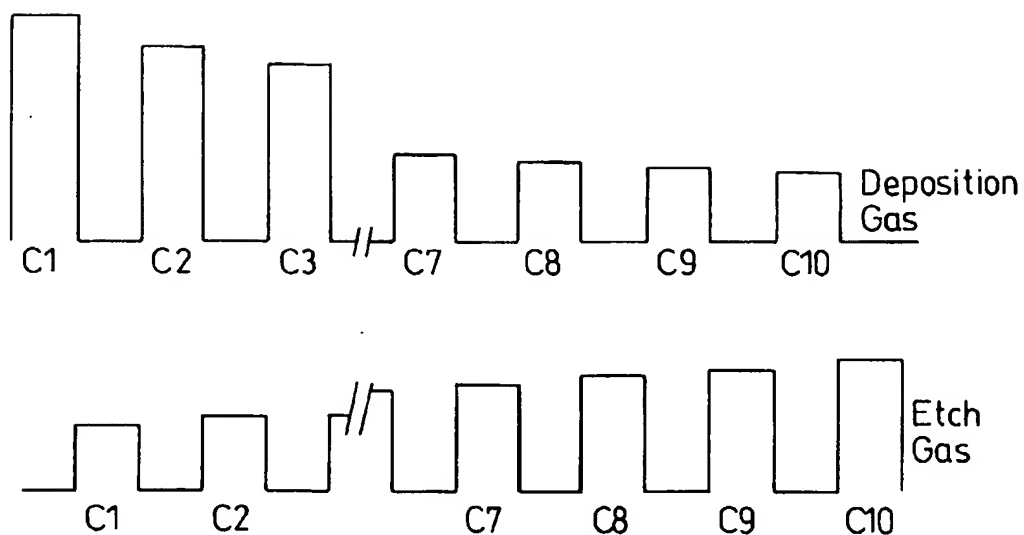 Deposition
Gas
C1 C2 C3 C7 C8 C9 C10
Etch
Gas
C1 C2 C7 C8 C9 C10